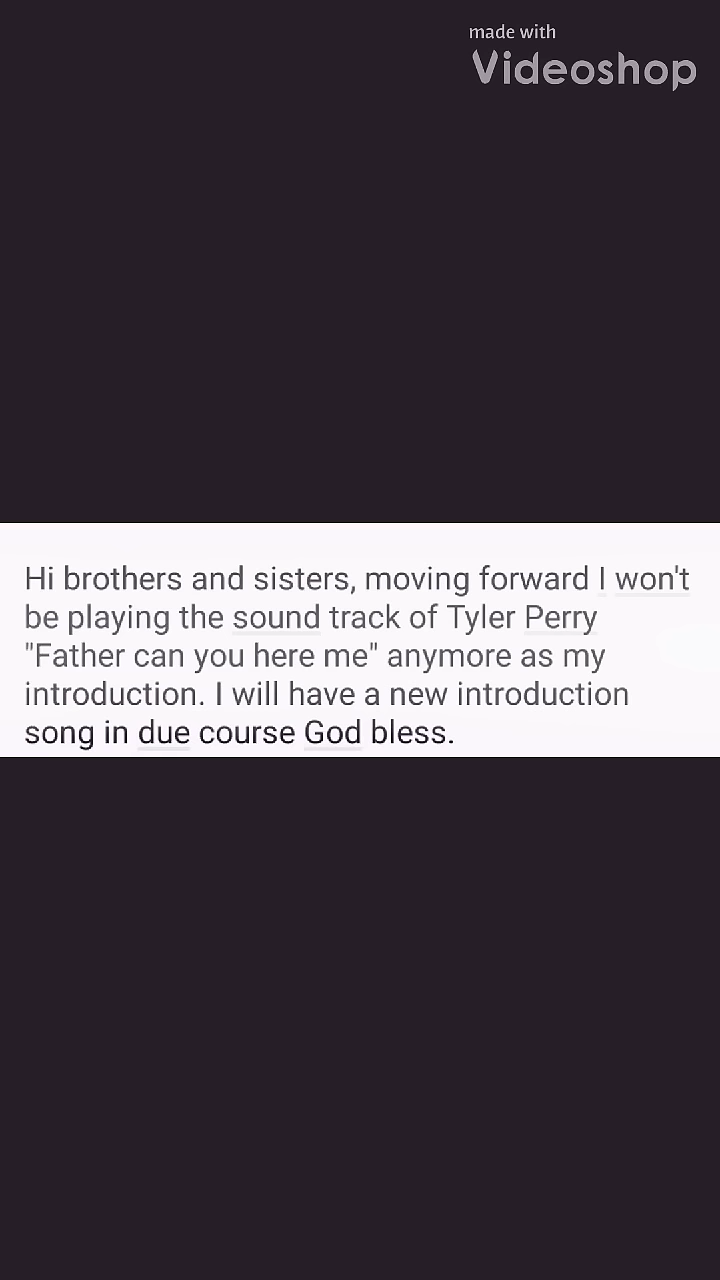 made with
Videoshop
Hi brothers and sisters, moving forward I won't
be playing the sound track of Tyler Perry
"Father can you here me" anymore as my
introduction. I will have a new introduction
song in due course God bless.